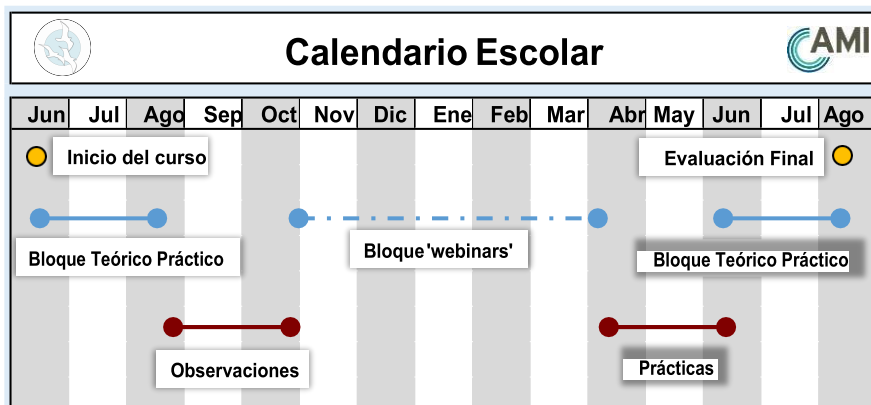 Calendario Escolar
AMI
Jun Jul Ago Sep Oct Nov Dic Ene Feb Mar Abr May Jun Jul Ago
Inicio del curso
Evaluación Final
Bloque Teórico Práctico
Bloque 'webinars'
Bloque Teórico Práctico
Observaciones
Prácticas